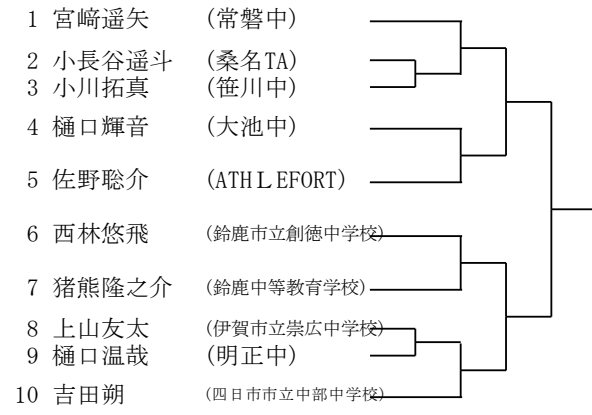 1 宮﨑遥矢 (常磐中)
2 小長谷遥斗 (桑名TA)
3 小川拓真 (笹川中)
4 樋口輝音 (大池中)
5 佐野聡介 (ATHＬEFORT)
6 西林悠飛 (鈴鹿市立創徳中学校)
7 猪熊隆之介 (鈴鹿中等教育学校)
8 上山友太 (伊賀市立崇広中学校)
9 樋口温哉 (明正中)
10 吉田朔 (四日市市立中部中学校)